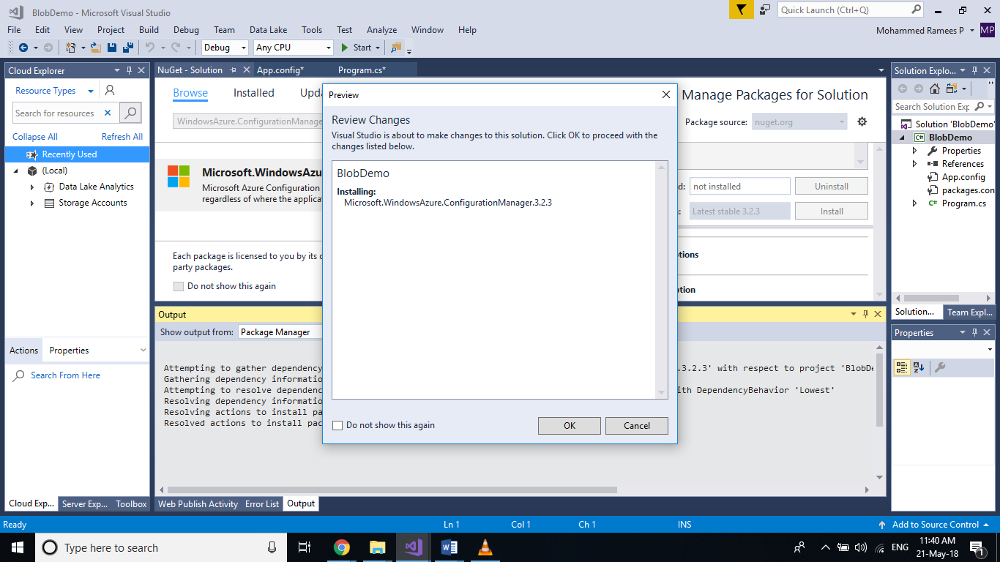 BlobDemo - Microsoft Visual Studio
Quick Launch (Ctrl+Q)
File Edit View Project Build Debug Team Data Lake Tools Test Analyze Window Help
Mohammed Ramees P
MP
Debug
Any CPU
Start
Cloud Explorer
Resource Types
Search for resources
Collapse All
Refresh All
Recently Used
(Local)
Data Lake Analytics
Storage Accounts
Actions
Properties
Search From Here
Cloud Exp...
Server Exp...
Toolbox
NuGet - Solution
App.config*
Program.cs*
Browse
Installed
Upda
Manage Packages for Solution
WindowsAzure.ConfigurationManage
Package source:
nuget.org
Microsoft.WindowsAzu
Microsoft Azure Configuration
regardless of where the applica
d:
not installed
Uninstall
n:
Latest stable 3.2.3
Install
Each package is licensed to you by its o
party packages.
Do not show this again
ptions
ption
Preview
Review Changes
Visual Studio is about to make changes to this solution. Click OK to proceed with the
changes listed below.
BlobDemo
Installing:
Microsoft.WindowsAzure.ConfigurationManager.3.2.3
Do not show this again
OK
Cancel
Output
Show output from:
Package Manager
Attempting to gather dependency
.3.2.3' with respect to project 'BlobDe
Gathering dependency informatio
Attempting to resolve dependenc
ith DependencyBehavior 'Lowest'
Resolving dependency informatio
Resolving actions to install pa
Resolved actions to install pac
Web Publish Activity
Error List
Output
Solution Explo...
Search Solution Exp
Solution 'BlobDemo'
C# BlobDemo
Properties
References
App.config
packages.con
C# Program.cs
Solution...
Team Expl...
Properties
Ready
Ln 1
Col 1
Ch 1
INS
Add to Source Control
Type here to search
ENG
11:40 AM
21-May-18
1